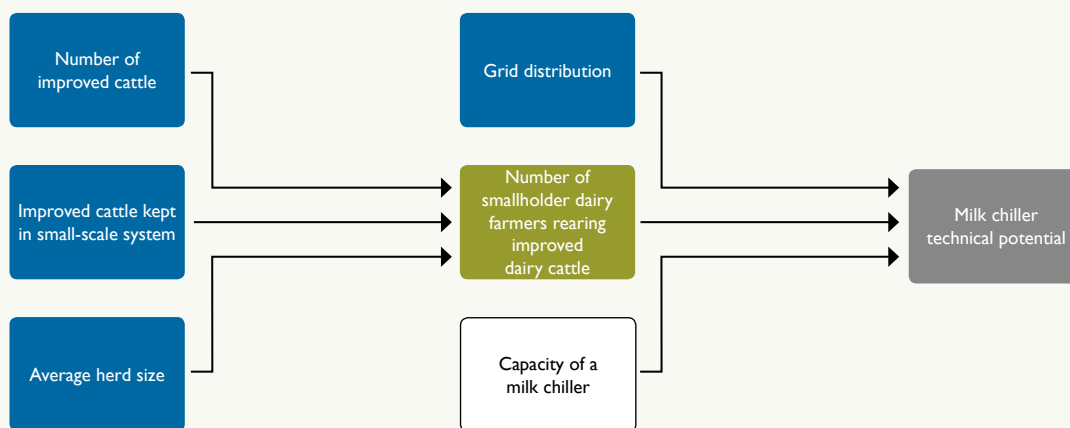 Number of
improved cattle
Improved cattle kept
in small-scale system
Average herd size
Grid distribution
Number of
smallholder dairy
farmers rearing
improved
dairy cattle
Capacity of a
milk chiller
Milk chiller
technical potential